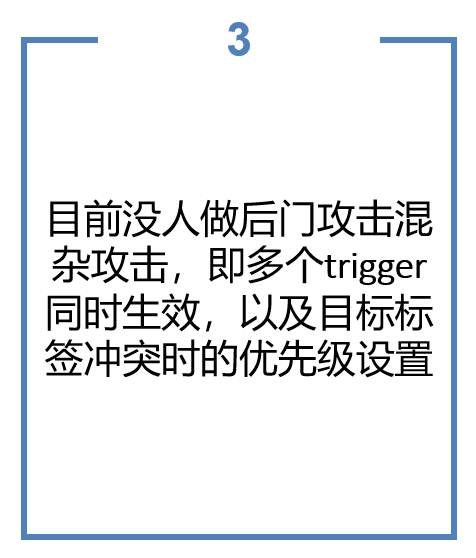 3
目前没人做后门攻击混
杂攻击，即多个trigger
同时生效，以及目标标
签冲突时的优先级设置